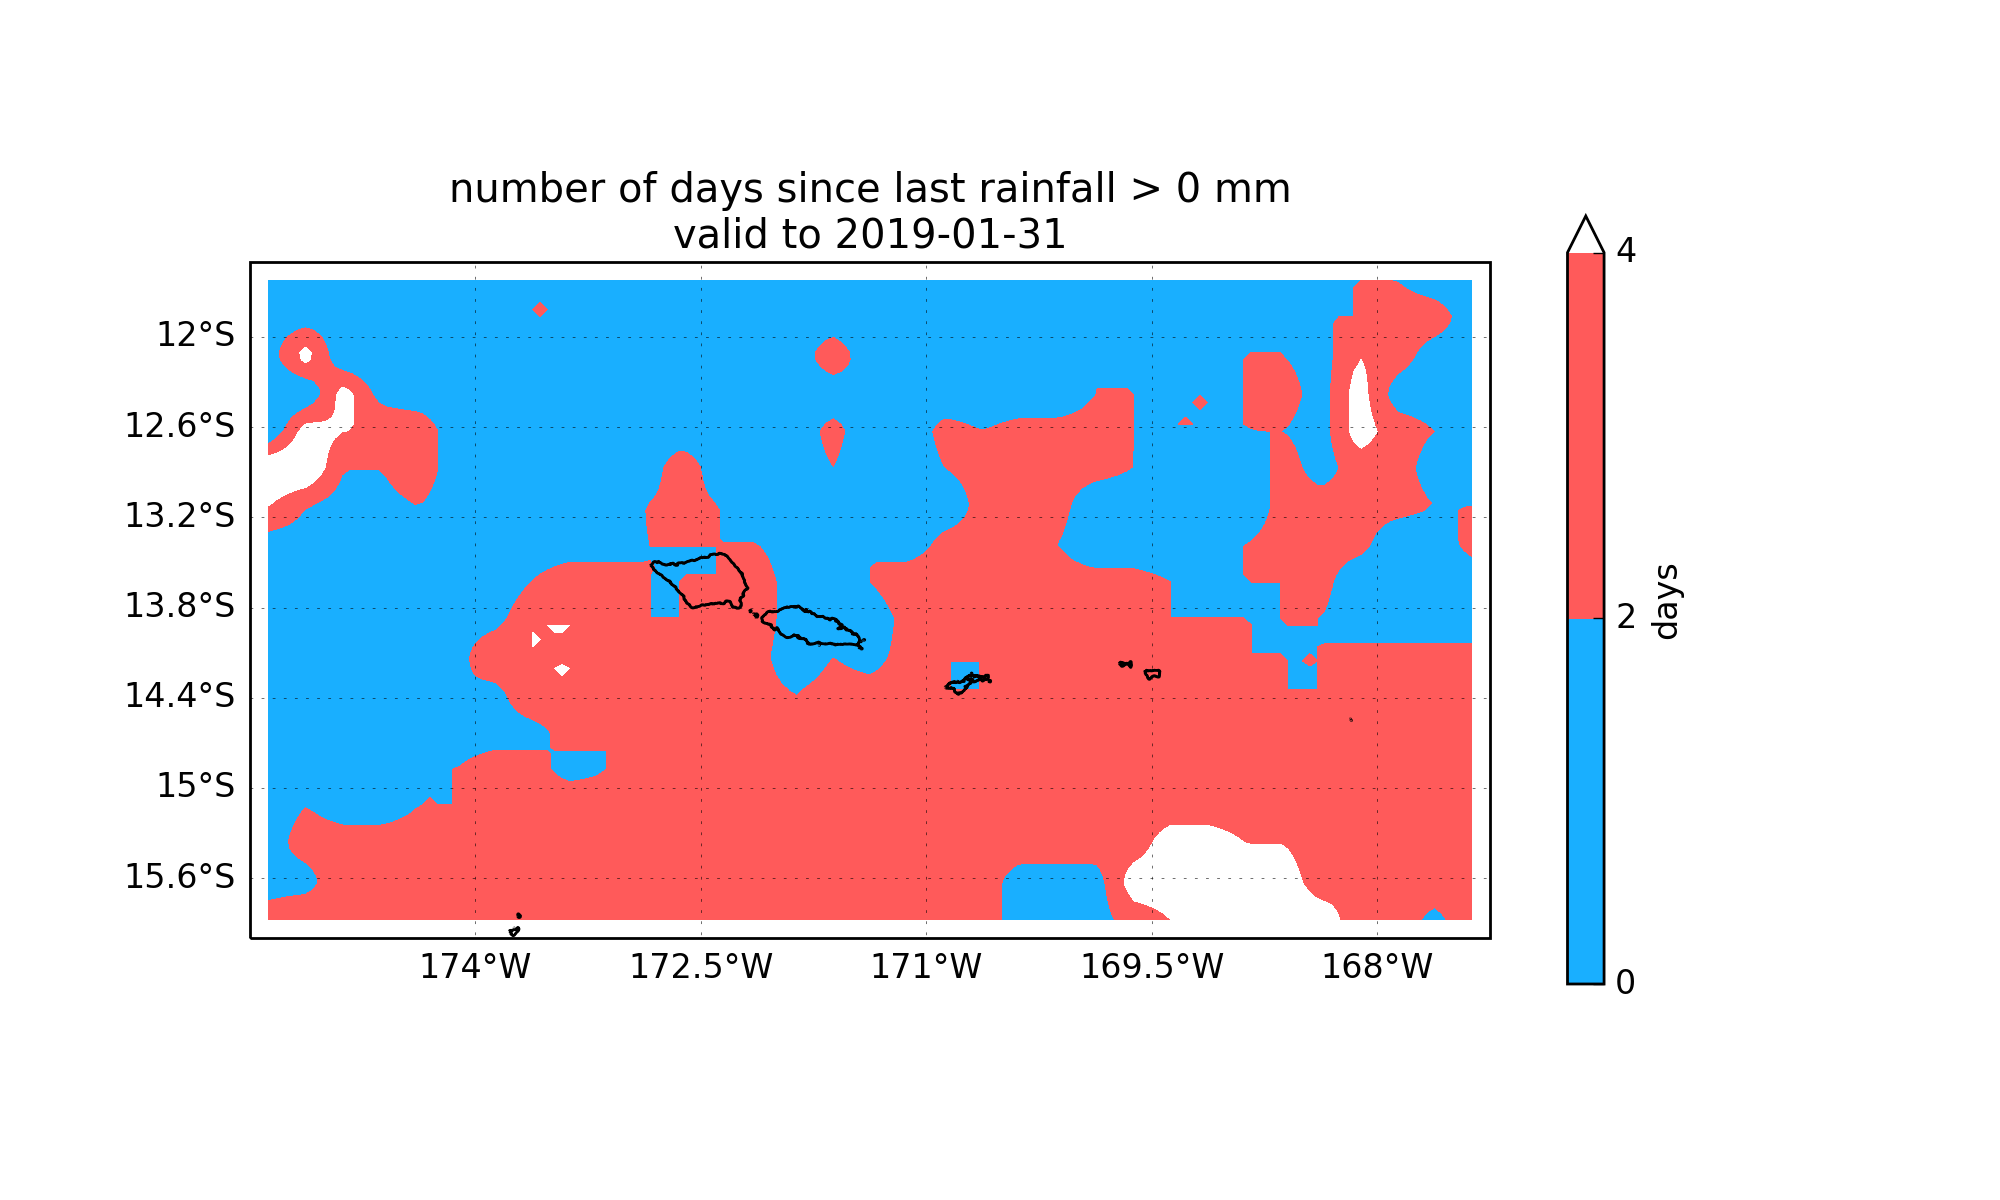 number of days since last rainfall > 0 mm
valid to 2019-01-31
12°S
12.6°S
13.2°S
13.8°S
14.4°S
15°S
15.6°S
174°W 172.5°W 171°W 169.5°W 168°W
4
2
0
days